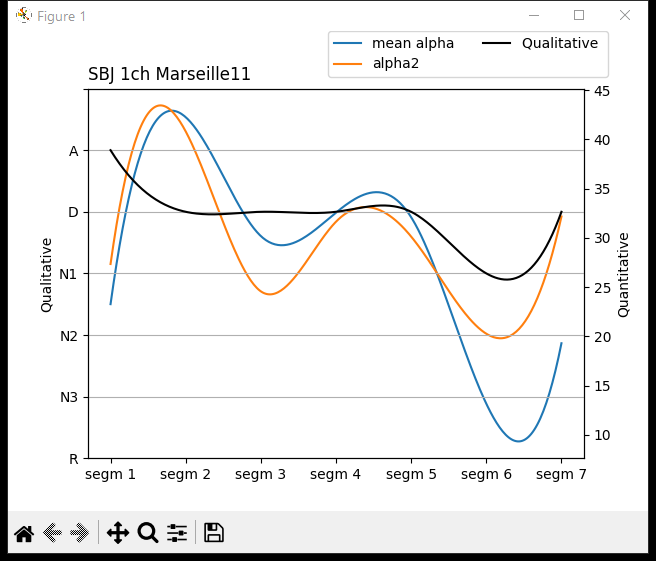 Figure 1
mean alpha
alpha2
Qualitative
SBJ 1ch Marseille11
Qualitative
A
D
N1
N2
N3
R
45
40
35
30
25
20
15
10
Quantitative
segm 1 segm 2 segm 3 segm 4 segm 5 segm 6 segm 7